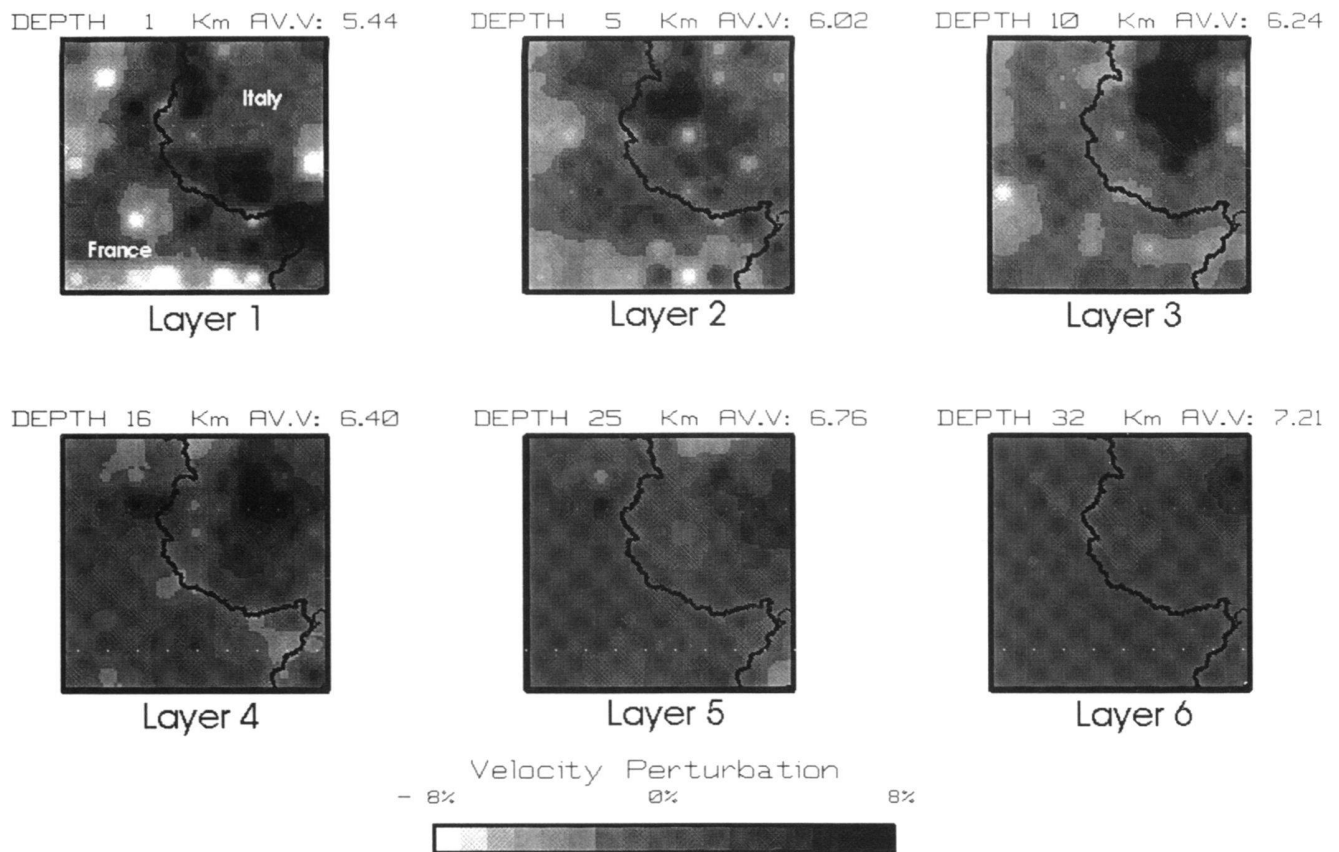 DEPTH 1 Km AV.V: 5.44
DEPTH 5 Km AV.V: 6.02
DEPTH 10 Km AV.V: 6.24
Italy
France
Layer 1
Layer 2
Layer 3
DEPTH 16 Km AV.V: 6.40
DEPTH 25 Km AV.V: 6.76
DEPTH 32 Km AV.V: 7.21
Layer 4
Layer 5
Layer 6
Velocity Perturbation
- 8% 0% 8%